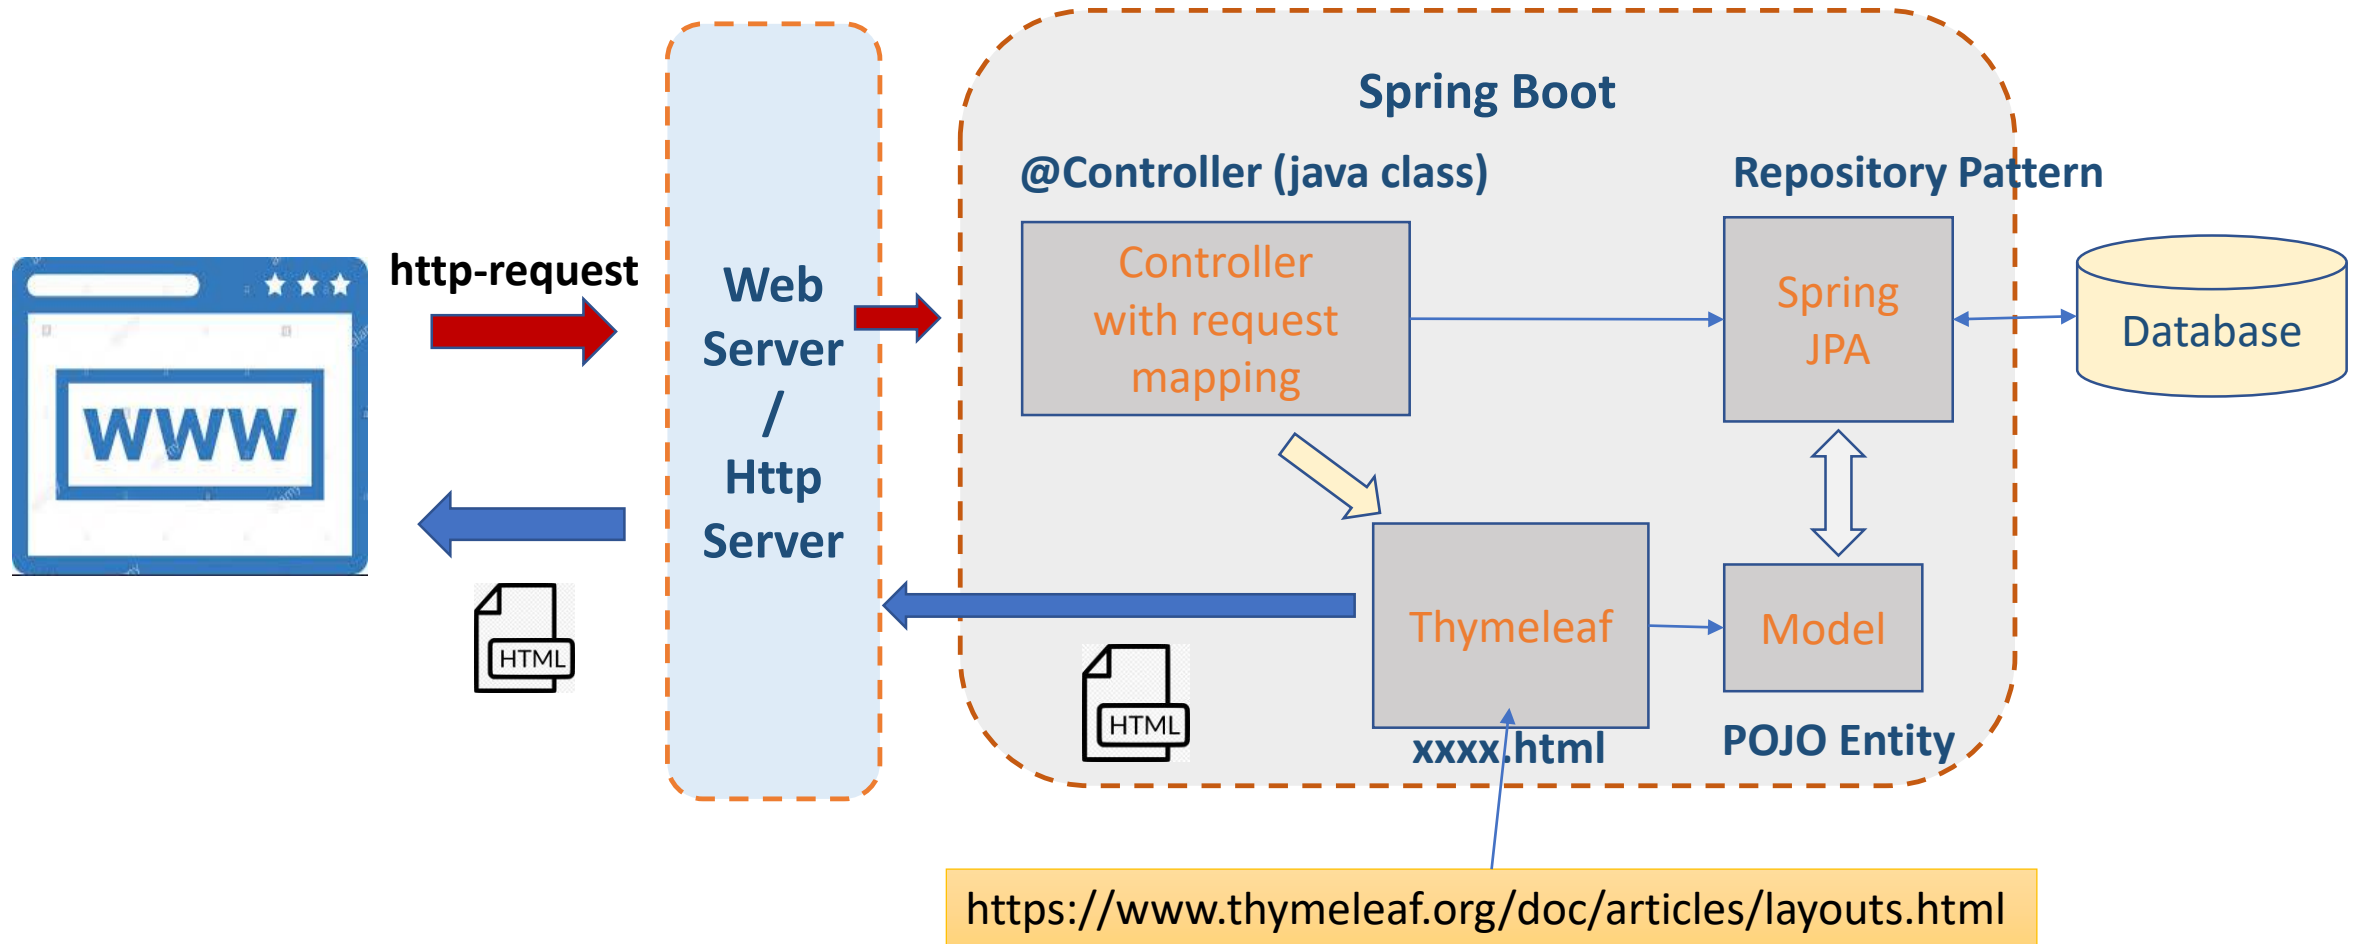 Spring Boot
@Controller (java class)
Repository Pattern
http-request
Web
Server
/
Http
Server
Controller
with request
mapping
Spring
JPA
Database
WWW
HTML
HTML
Thymeleaf
Model
xxxx.html
POJO Entity
https://www.thymeleaf.org/doc/articles/layouts.html